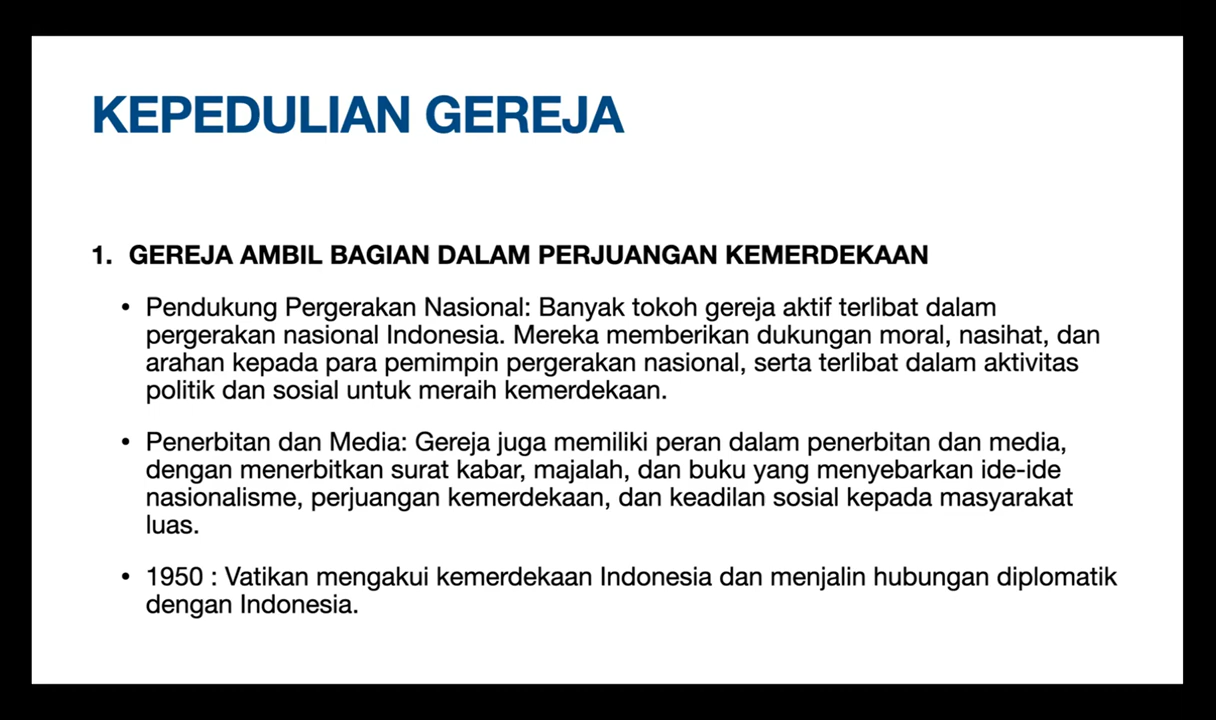 KEPEDULIAN GEREJA
1. GEREJA AMBIL BAGIAN DALAM PERJUANGAN KEMERDEKAAN
• Pendukung Pergerakan Nasional: Banyak tokoh gereja aktif terlibat dalam
pergerakan nasional Indonesia. Mereka memberikan dukungan moral, nasihat, dan
arahan kepada para pemimpin pergerakan nasional, serta terlibat dalam aktivitas
politik dan sosial untuk meraih kemerdekaan.
• Penerbitan dan Media: Gereja juga memiliki peran dalam penerbitan dan media,
dengan menerbitkan surat kabar, majalah, dan buku yang menyebarkan ide-ide
nasionalisme, perjuangan kemerdekaan, dan keadilan sosial kepada masyarakat
luas.
• 1950 : Vatikan mengakui kemerdekaan Indonesia dan menjalin hubungan diplomatik
dengan Indonesia.